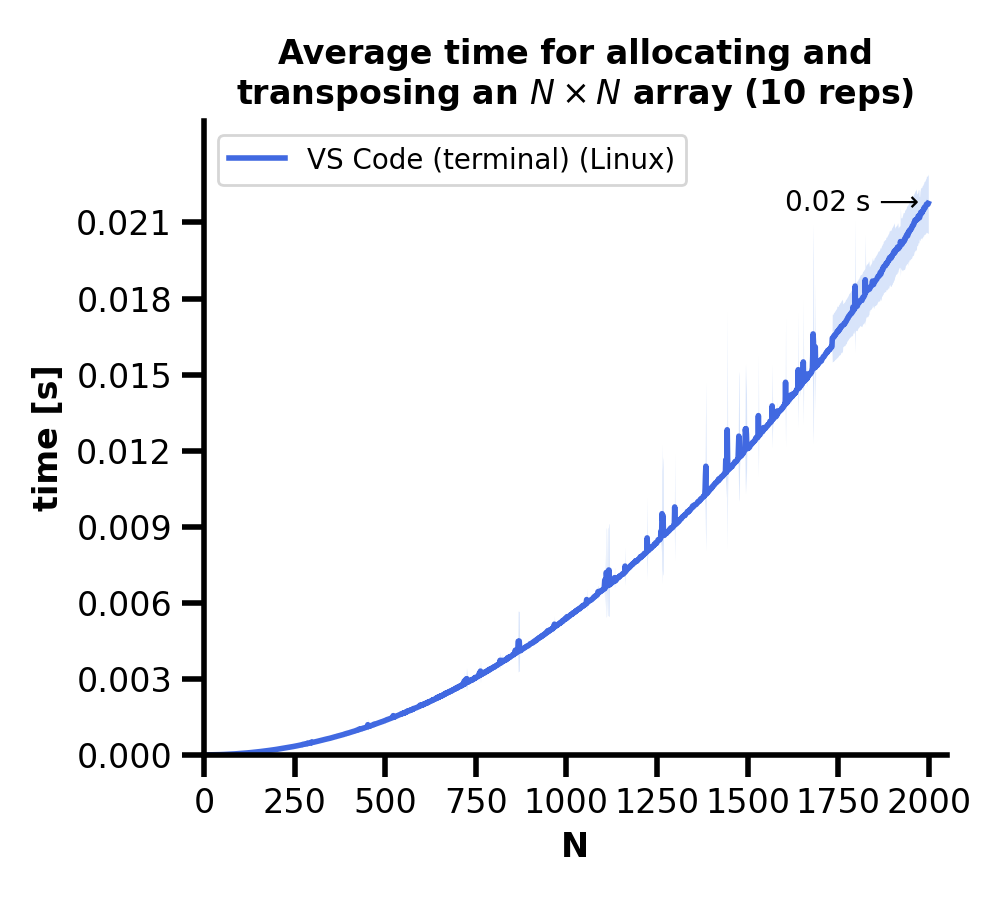 Average time for allocating and
transposing an N × N array (10 reps)
VS Code (terminal) (Linux)
0.02 s →
time [s]
0.021
0.018
0.015
0.012
0.009
0.006
0.003
0.000
0 250 500 750 1000 1250 1500 1750 2000
N